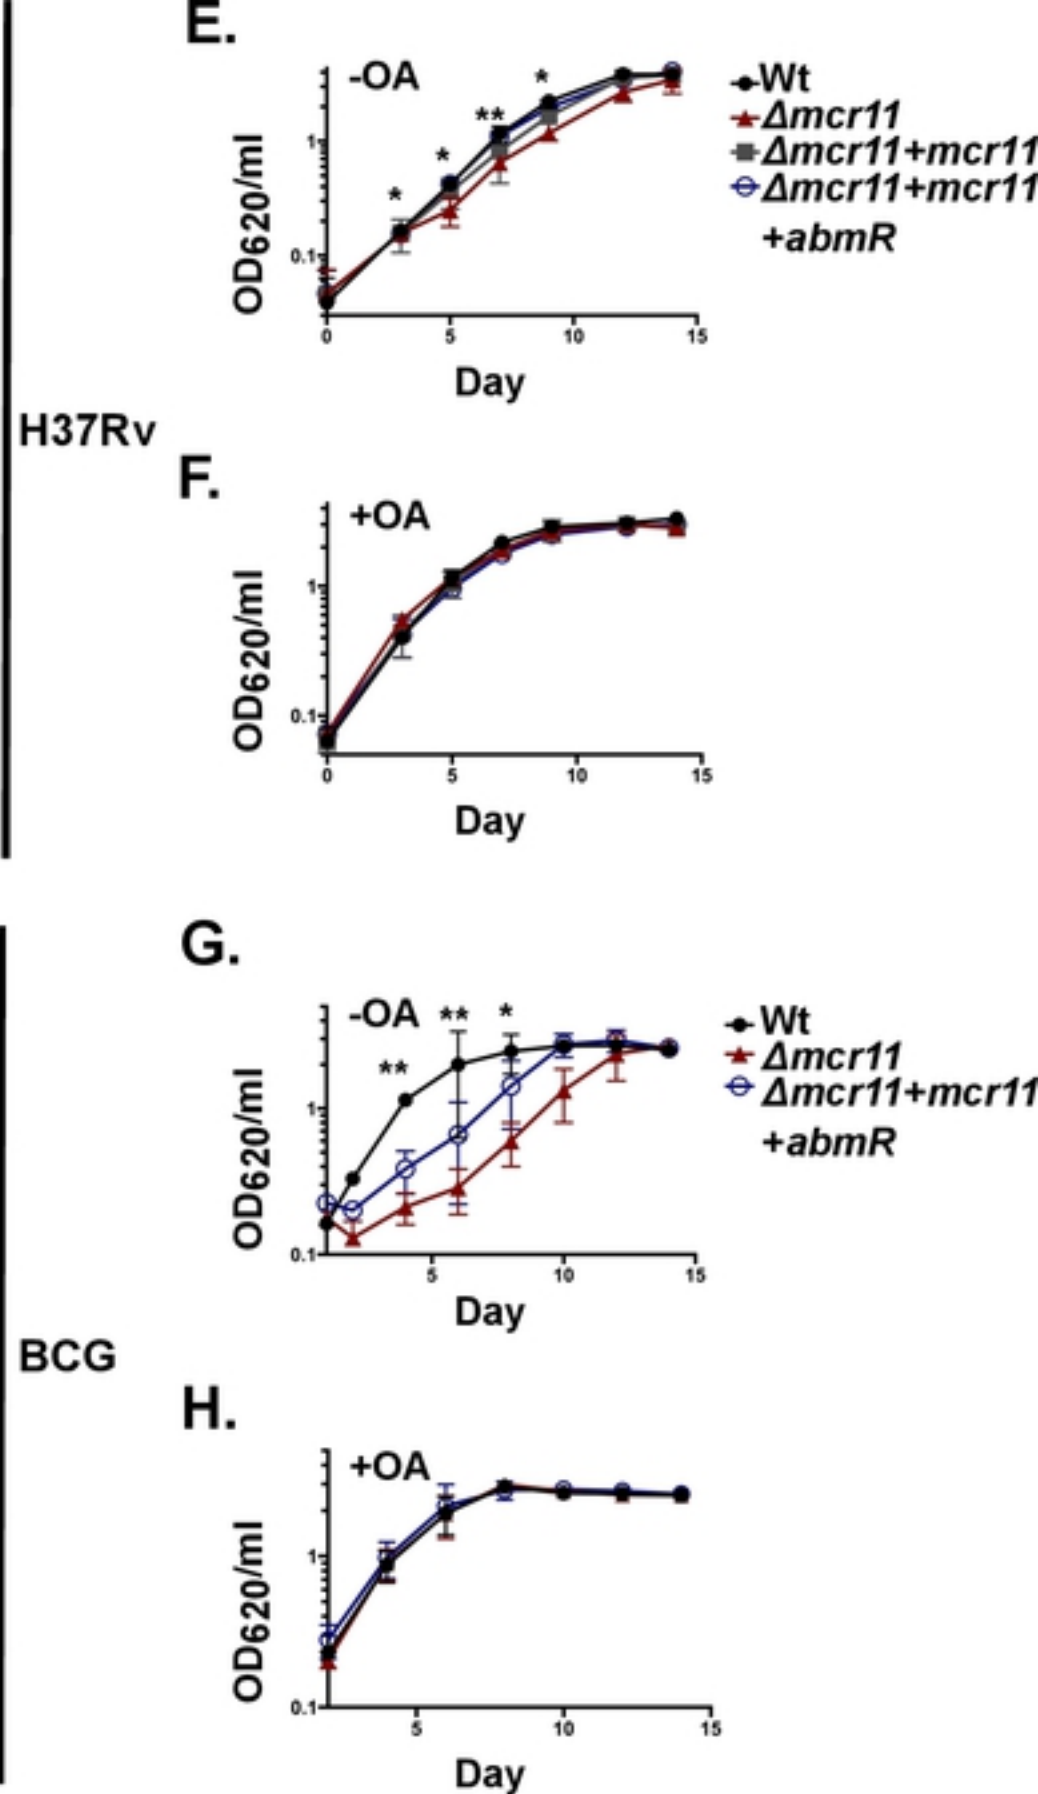 E.
-OA
*
*
**
*
Wt
Δmcr11
Δmcr11+mcr11
Δmcr11+mcr11
+abmR
OD620/ml
1
0.1
0
5
10
15
Day
H37Rv
F.
+OA
OD620/ml
1
0.1
0
5
10
15
Day
G.
-OA
**
**
*
Wt
Δmcr11
Δmcr11+mcr11
+abmR
OD620/ml
1
0.1
5
10
15
Day
BCG
H.
+OA
OD620/ml
1
0.1
5
10
15
Day